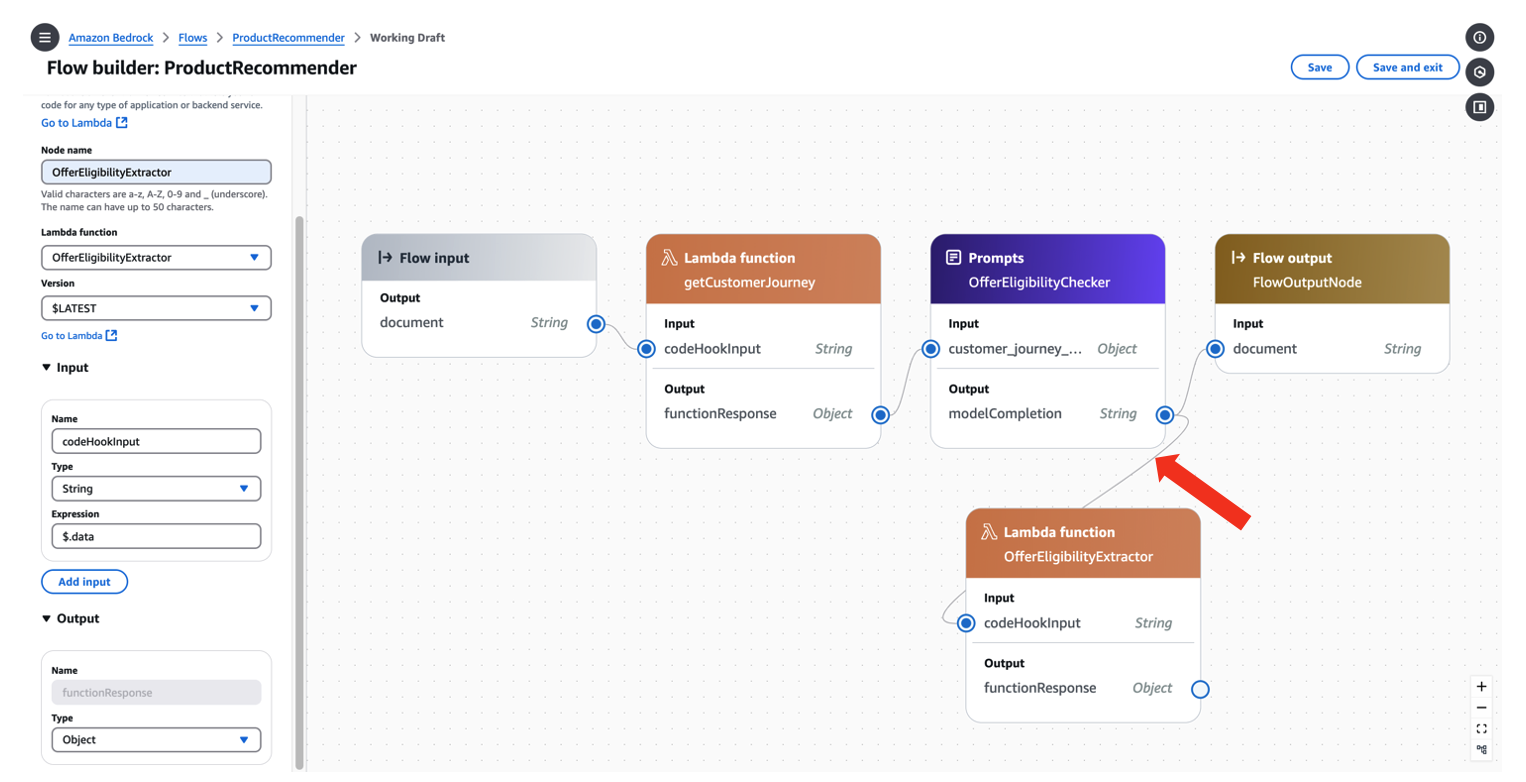 Amazon Bedrock > Flows > ProductRecommender > Working Draft
Flow builder: ProductRecommender
Save
Save and exit
code for any type of application or backend service.
Go to Lambda
Node name
OfferEligibilityExtractor
Valid characters are a-z, A-Z, 0-9 and _ (underscore).
The name can have up to 50 characters.
Lambda function
OfferEligibilityExtractor
Version
$LATEST
Go to Lambda
Input
Name
codeHookInput
Type
String
Expression
$.data
Add input
Output
Name
functionResponse
Type
Object
Flow input
Output
document String
Lambda function
getCustomerJourney
Input
codeHookInput String
Output
functionResponse Object
Prompts
OfferEligibilityChecker
Input
customer_journey_... Object
Output
modelCompletion String
Flow output
FlowOutputNode
Input
document String
Lambda function
OfferEligibilityExtractor
Input
codeHookInput String
Output
functionResponse Object